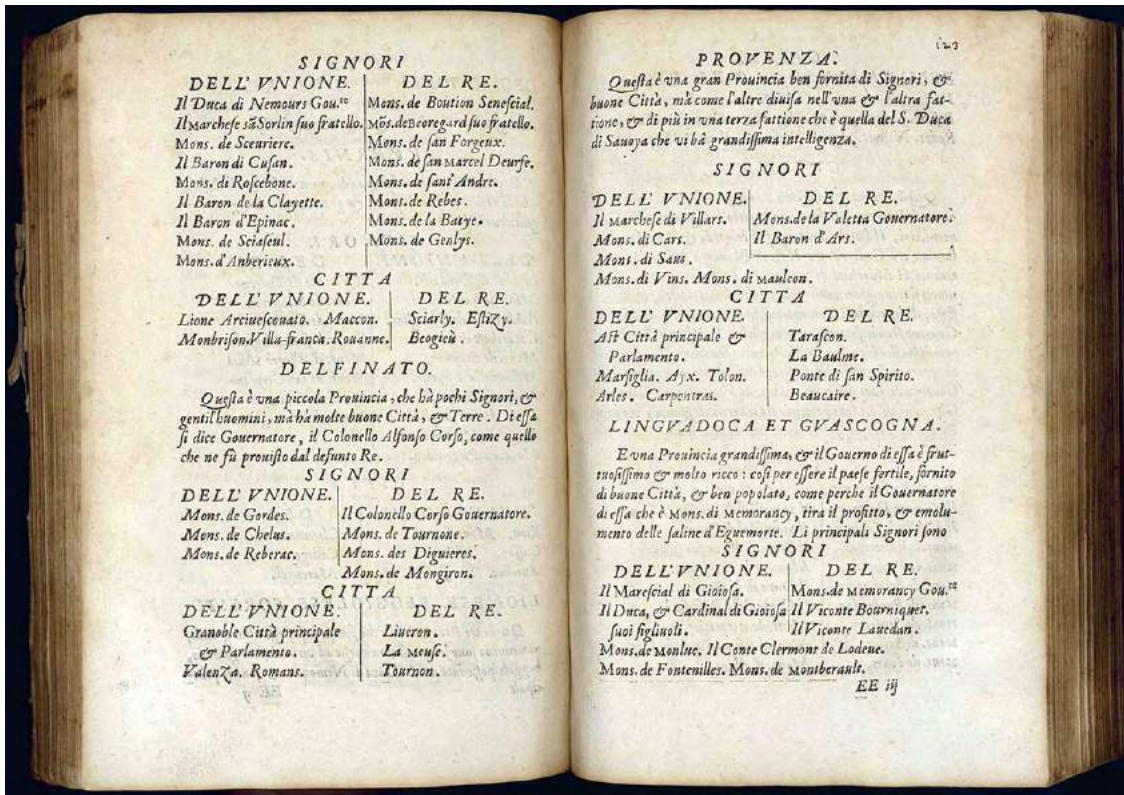 SIGNORI
DELL' VNIONE. DEL RE.
Il Duca di Nemours Gou.re Mons. de Boution Senescial.
Il Marchese sã Sorlin suo fratello. Mõs. de Beoregard suo fratello.
Mons. de Sceuriere. Mons. de san Forgeux.
Il Baron di Cusan. Mons. de san Marcel Deurfe.
Mons. di Roscebone. Mons. de sant' Andre.
Il Baron de la Clayette. Mons. de Rebes.
Il Baron d'Epinac. Mons. de la Batye.
Mons. de Sciaseul. Mons. de Genlys.
Mons. d'Anberieux.
CITTA
DELL' VNIONE. DEL RE.
Lione Arciuescouato. Maccon. Sciarly. Estizy.
Monbrison. Villa-franca. Rouanne. Beogieu.
DELFINATO.
Questa è vna piccola Prouincia, che hà pochi Signori, &
gentil'huomini, mà hà molte buone Città, & Terre. Di essa
si dice Gouernatore, il Colonello Alfonso Corso, come quello
che ne fù prouisto dal defunto Re.
SIGNORI
DELL' VNIONE. DEL RE.
Mons. de Gordes. Il Colonello Corso Gouernatore.
Mons. de Chelus. Mons. de Tournone.
Mons. de Reberac. Mons. des Diguieres.
Mons. de Mongiron.
CITTA
DELL' VNIONE. DEL RE.
Granoble Città principale Liueron.
& Parlamento. La Meuse.
Valenza. Romans. Tournon.
123
PROVENZA.
Questa è vna gran Prouincia ben fornita di Signori, &
buone Città, mà come l'altre diuisa nell'vna & l'altra fat-
tione, & di più in vna terza fattione che è quella del S. Duca
di Sauoya che vi hà grandissima intelligenza.
SIGNORI
DELL' VNIONE. DEL RE.
Il Marchese di Villars. Mons. de la Valetta Gouernatore.
Mons. di Cars. Il Baron d'Ars.
Mons. di Saus.
Mons. di Vins. Mons. di Maulcon.
CITTA
DELL' VNIONE. DEL RE.
Ast Città principale & Tarascon.
Parlamento. La Baulme.
Marsiglia. Ayx. Tolon. Ponte di san Spirito.
Arles. Carpentras. Beaucaire.
LINGVADOCA ET GVASCOGNA.
E vna Prouincia grandissima, & il Gouerno di essa è frut-
tuosissimo & molto ricco: cosi per essere il paese fertile, fornito
di buone Città, & ben popolato, come perche il Gouernatore
di essa che è Mons. di Memorancy, tira il profitto, & emolu-
mento delle saline d'Eguemorte. Li principali Signori sono
SIGNORI
DELL' VNIONE. DEL RE.
Il Marescial di Gioiosa. Mons. de Memorancy Gou.re
Il Duca, & Cardinal di Gioiosa Il Viconte Bourniquet.
suoi figliuoli. Il Viconte Lauedan.
Mons. de Monluc. Il Conte Clermont de Lodeue.
Mons. de Fontenilles. Mons. de Montberault.
EE iij